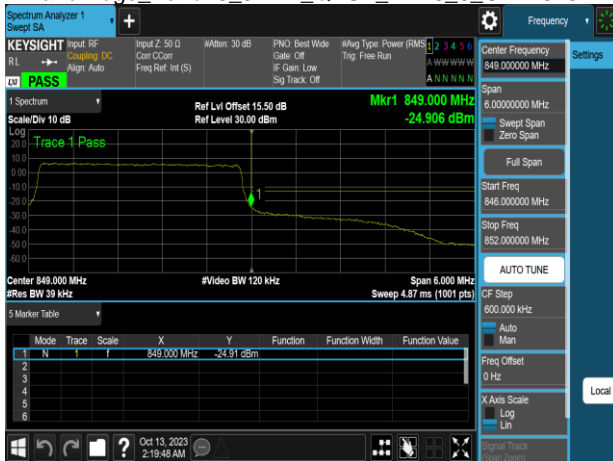 Spectrum Analyzer 1
Swept SA
Frequency
KEYSIGHT
Input: RF
Coupling: DC
Align: Auto
Input Z: 50 Ω
Corr CCorr
Freq Ref: Int (S)
#Atten: 30 dB
PNO: Best Wide
Gate: Off
IF Gain: Low
Sig Track: Off
#Avg Type: Power (RMS
Trig: Free Run
1 2 3 4 5 6
A W W W W W
A N N N N N
RL
LXI
PASS
Center Frequency
849.000000 MHz
Settings
1 Spectrum
Scale/Div 10 dB
Ref Lvl Offset 15.50 dB
Ref Level 30.00 dBm
Mkr1 849.000 MHz
-24.906 dBm
Span
6.00000000 MHz
Swept Span
Zero Span
Log
Trace 1 Pass
20.0
10.0
0.00
-10.0
-20.0
-30.0
-40.0
-50.0
-60.0
1
Full Span
Start Freq
846.000000 MHz
Stop Freq
852.000000 MHz
AUTO TUNE
Center 849.000 MHz
#Res BW 39 kHz
#Video BW 120 kHz
Span 6.000 MHz
Sweep 4.87 ms (1001 pts)
CF Step
600.000 kHz
Auto
Man
5 Marker Table
Mode Trace Scale X Y Function Function Width Function Value
1 N 1 f 849.000 MHz -24.91 dBm
2
3
4
5
6
Freq Offset
0 Hz
Local
X Axis Scale
Log
Lin
Signal Track
(Span Zoom)
?
Oct 13, 2023
2:19:48 AM